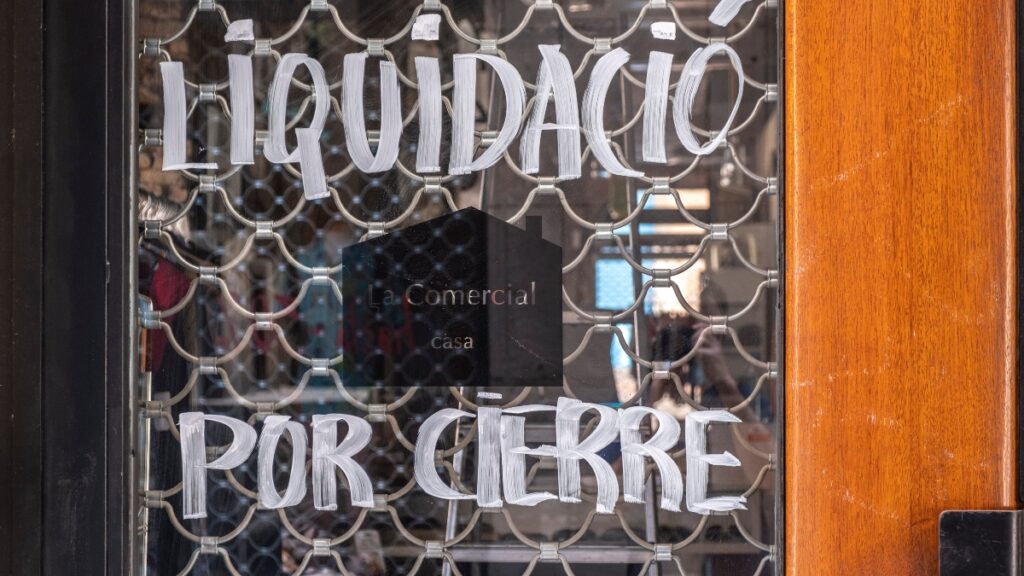 LIQUIDACIÓ
La Comercial
casa
POR CIERRE